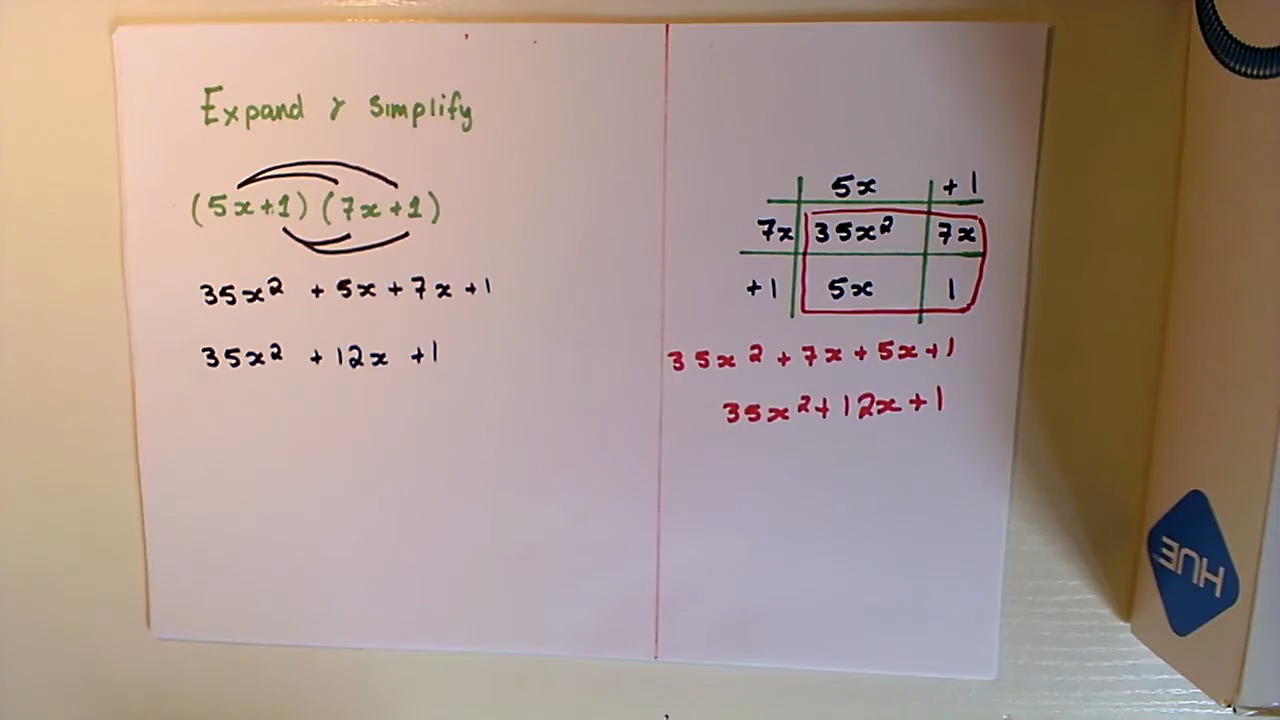 Expand & simplify
(5x+1) (7x+1)
35x² + 5x + 7x + 1
35x² + 12x + 1
5x +1
7x 35x² 7x
+1 5x 1
35x² + 7x + 5x + 1
35x² + 12x + 1
HUE